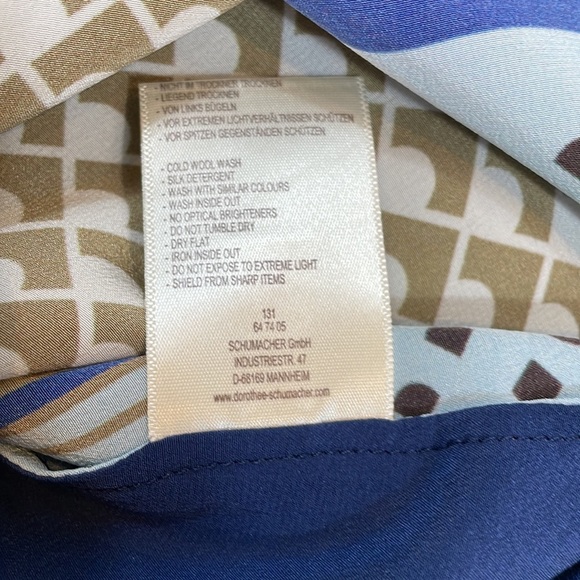 - NICHT IM TROCKNER TROCKNEN
- LIEGEND TROCKNEN
- VON LINKS BÜGELN
- VOR EXTREMEN LICHTVERHÄLTNISSEN SCHÜTZEN
- VOR SPITZEN GEGENSTÄNDEN SCHÜTZEN
- COLD WOOL WASH
- SILK DETERGENT
- WASH WITH SIMILAR COLOURS
- WASH INSIDE OUT
- NO OPTICAL BRIGHTENERS
- DO NOT TUMBLE DRY
- DRY FLAT
- IRON INSIDE OUT
- DO NOT EXPOSE TO EXTREME LIGHT
- SHIELD FROM SHARP ITEMS
131
64 74 05
SCHUMACHER GmbH
INDUSTRIESTR. 47
D-68169 MANNHEIM
www.dorothee-schumacher.com